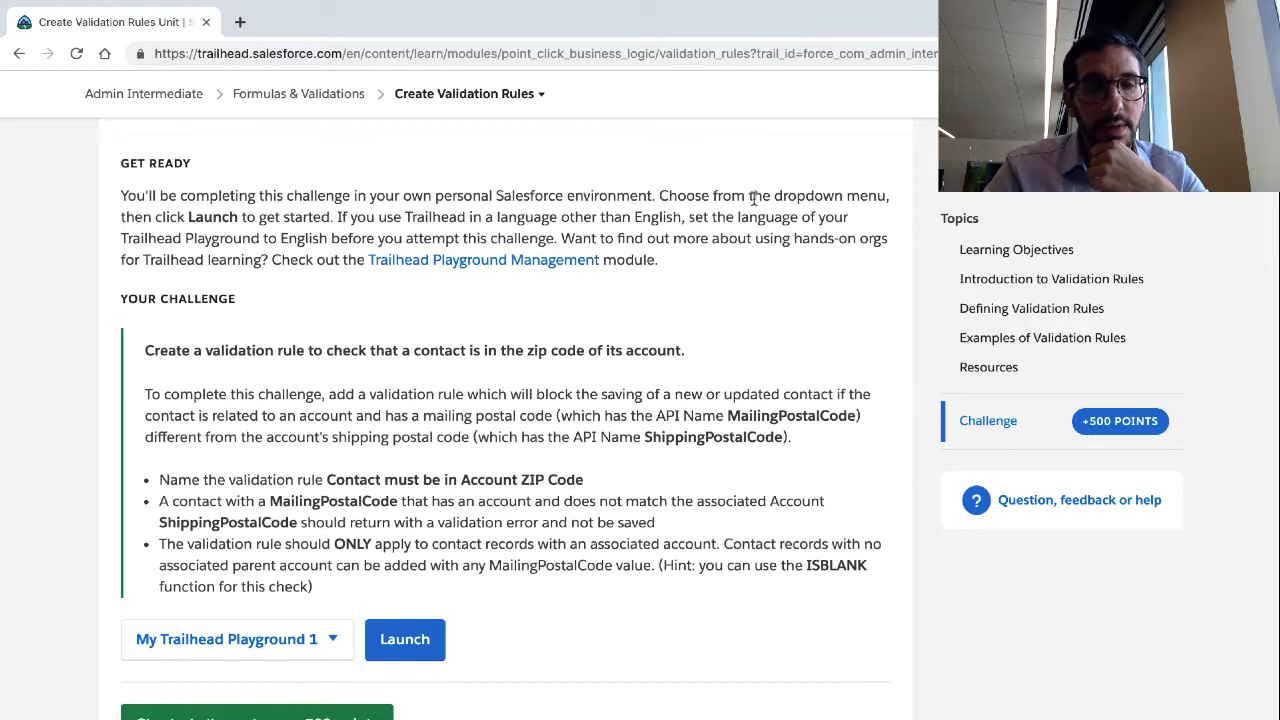 Create Validation Rules Unit | S
https://trailhead.salesforce.com/en/content/learn/modules/point_click_business_logic/validation_rules?trail_id=force_com_admin_inter
Admin Intermediate > Formulas & Validations > Create Validation Rules
GET READY
You'll be completing this challenge in your own personal Salesforce environment. Choose from the dropdown menu,
then click Launch to get started. If you use Trailhead in a language other than English, set the language of your
Trailhead Playground to English before you attempt this challenge. Want to find out more about using hands-on orgs
for Trailhead learning? Check out the Trailhead Playground Management module.
YOUR CHALLENGE
Create a validation rule to check that a contact is in the zip code of its account.
To complete this challenge, add a validation rule which will block the saving of a new or updated contact if the
contact is related to an account and has a mailing postal code (which has the API Name MailingPostalCode)
different from the account's shipping postal code (which has the API Name ShippingPostalCode).
• Name the validation rule Contact must be in Account ZIP Code
• A contact with a MailingPostalCode that has an account and does not match the associated Account
ShippingPostalCode should return with a validation error and not be saved
• The validation rule should ONLY apply to contact records with an associated account. Contact records with no
associated parent account can be added with any MailingPostalCode value. (Hint: you can use the ISBLANK
function for this check)
My Trailhead Playground 1
Launch
Topics
Learning Objectives
Introduction to Validation Rules
Defining Validation Rules
Examples of Validation Rules
Resources
Challenge +500 POINTS
? Question, feedback or help